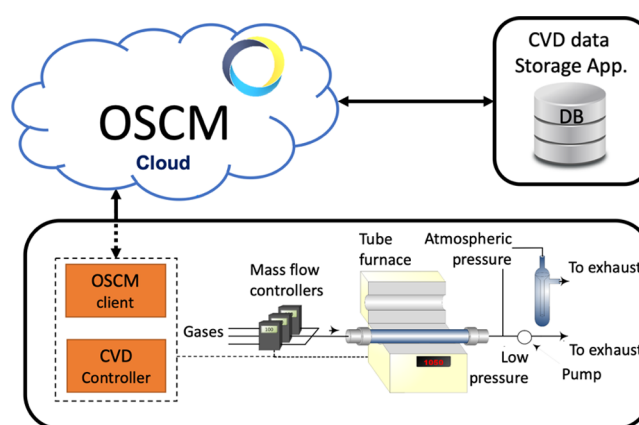 OSCM
Cloud
CVD data
Storage App.
DB
OSCM
client
CVD
Controller
Gases
Mass flow
controllers
Tube
furnace
1000
Atmospheric
pressure
To exhaust
To exhaust
Low
pressure
Pump